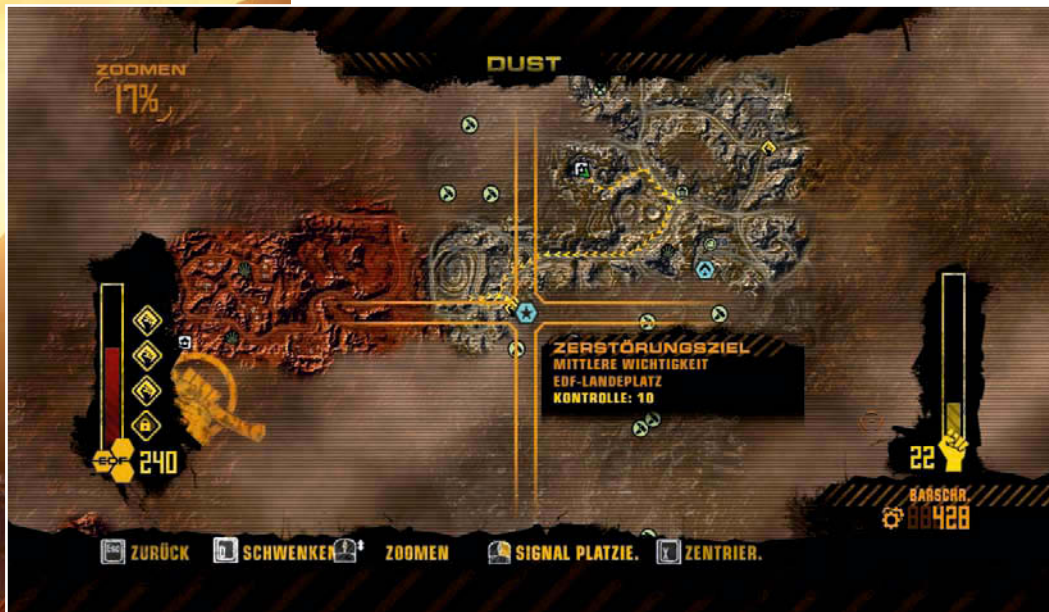 DUST
ZOOMEN
17%
ZERSTÖRUNGSZIEL
MITTLERE WICHTIGKEIT
EDF-LANDEPLATZ
KONTROLLE: 10
EDF 240
22
BARSCHR.
428
ESC ZURÜCK SCHWENKEN ZOOMEN SIGNAL PLATZIE. ZENTRIER.